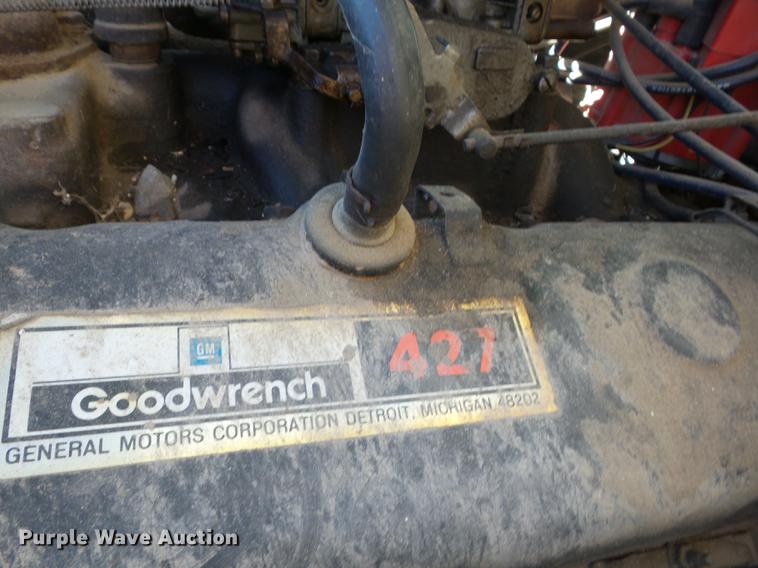 GM
Goodwrench
427
GENERAL MOTORS CORPORATION DETROIT, MICHIGAN 48202
Purple Wave Auction